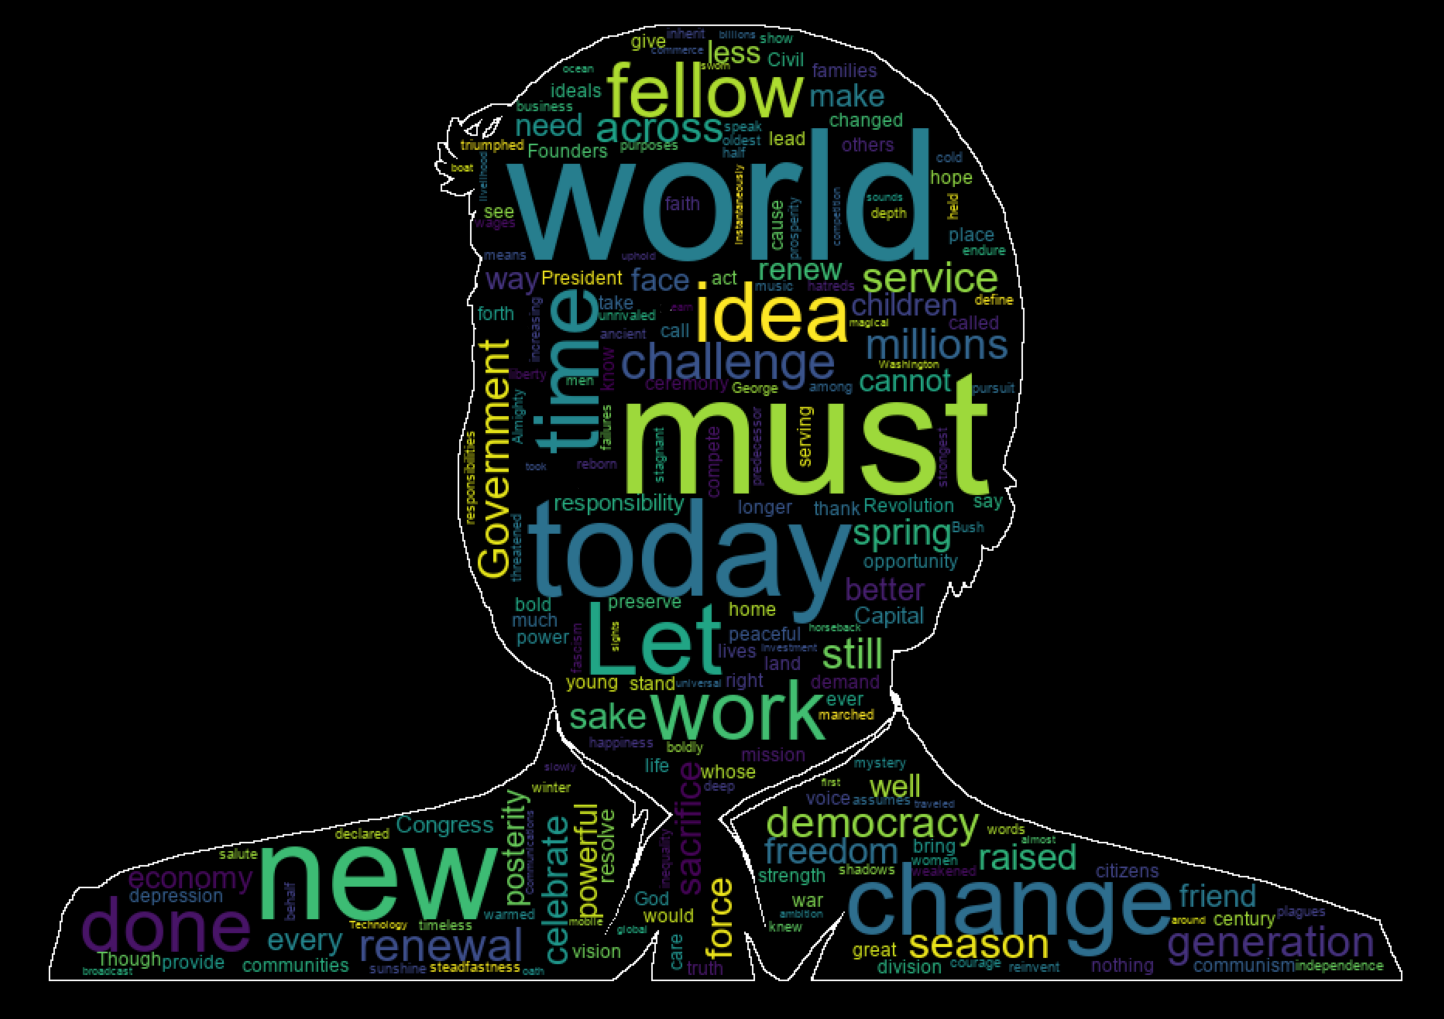 inherit billions show
give commerce less
sworn Civil
ocean fellow families
ideals make
business
need across speak lead changed
triumphed Founders purposes oldest half others
boat livelihood world cold
hope
faith instantaneously cause prosperity competition sounds depth held
see wages
place
means uphold endure
way President face act renew service
music hatreds define
take idea children
forth increasing time unrivaled magical called
ancient call millions
Government challenge Washington
liberty men know ceremony George among cannot pursuit
Almighty failures must
responsibilities stagnant compete predecessor serving strongest
took reborn
responsibility longer thank Revolution say
threatened today spring Bush
opportunity
better
bold preserve home Capital
much Let peaceful horseback
power fascism sights lives investment still
land
young stand universal right demand
sake work ever
marched
happiness boldly mission
slowly life sacrifice whose mystery
deep first well
winter voice assumes traveled
declared Congress posterity Communications celebrate powerful resolve democracy words
almost
salute new inequality freedom bring raised
women
economy strength shadows weakened citizens
depression behalf God force war change friend
done warmed mobile would ambition around century plagues
Technology timeless global knew
every renewal vision great season generation
Though provide communities care courage
broadcast sunshine steadfastness oath truth division reinvent nothing communism independence